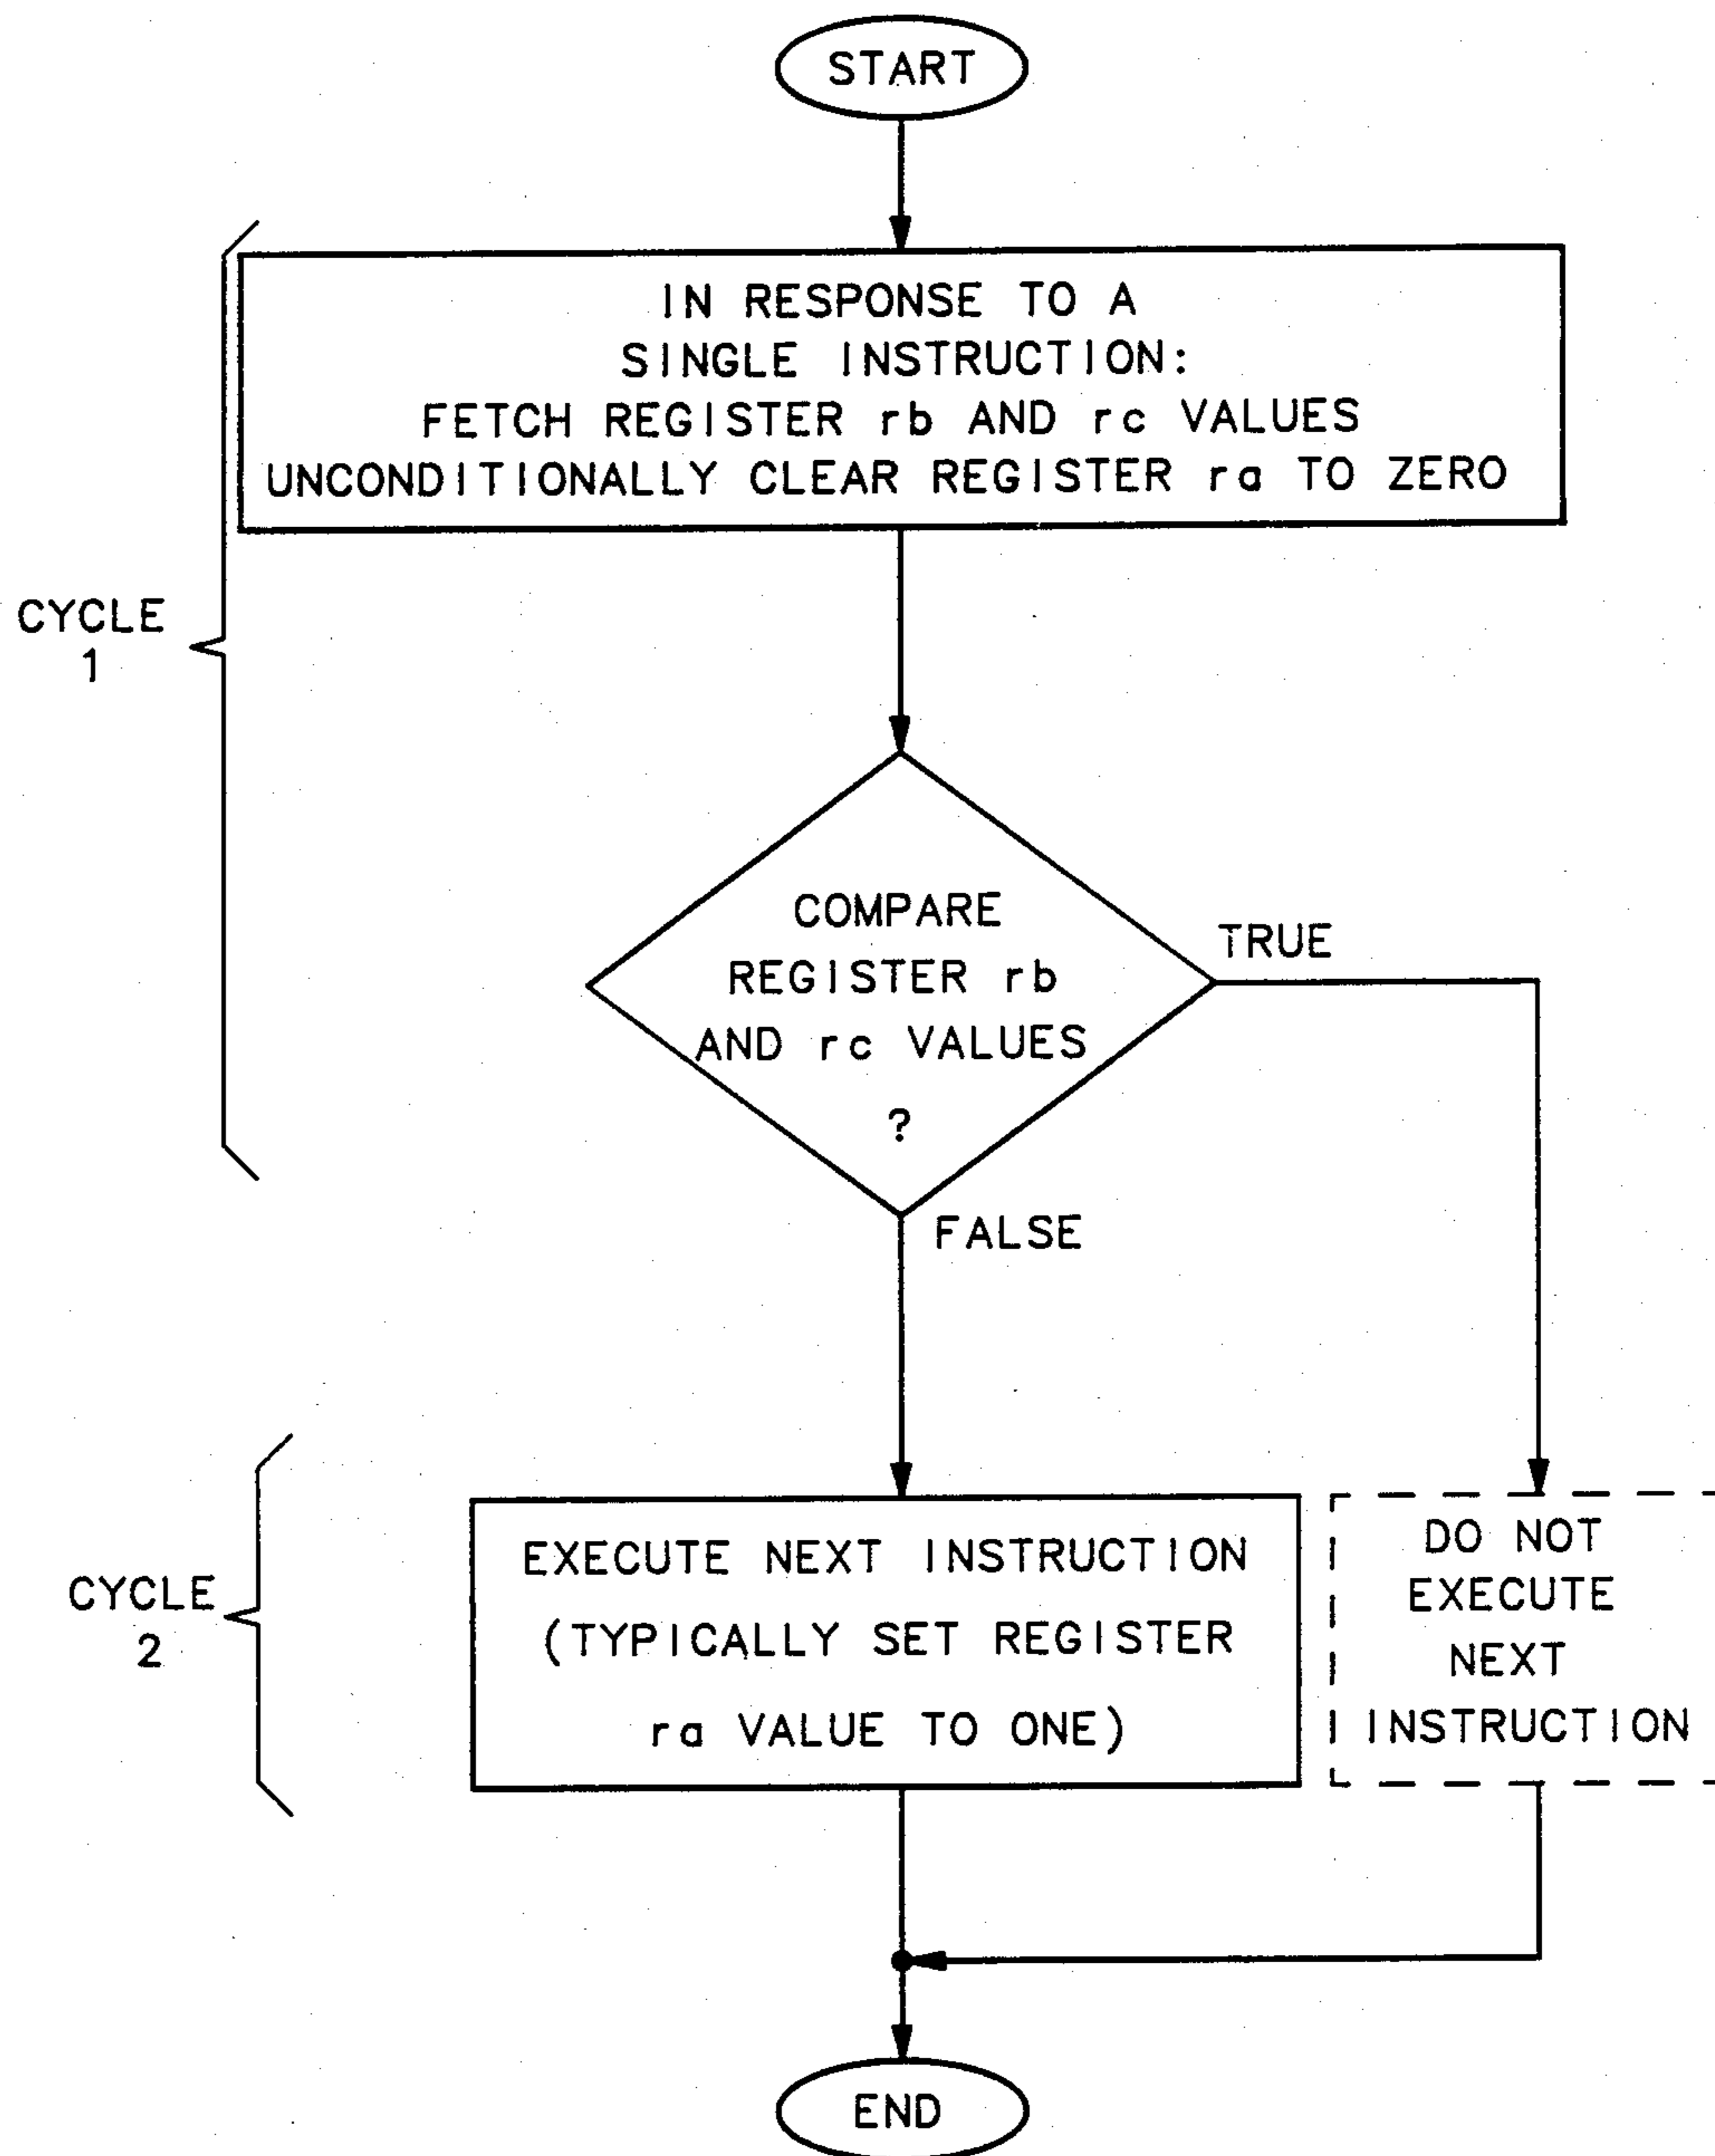 START
IN RESPONSE TO A
SINGLE INSTRUCTION:
FETCH REGISTER rb AND rc VALUES
UNCONDITIONALLY CLEAR REGISTER ra TO ZERO
CYCLE
1
COMPARE
REGISTER rb
AND rc VALUES
?
TRUE
FALSE
CYCLE
2
EXECUTE NEXT INSTRUCTION
(TYPICALLY SET REGISTER
ra VALUE TO ONE)
DO NOT
EXECUTE
NEXT
INSTRUCTION
END